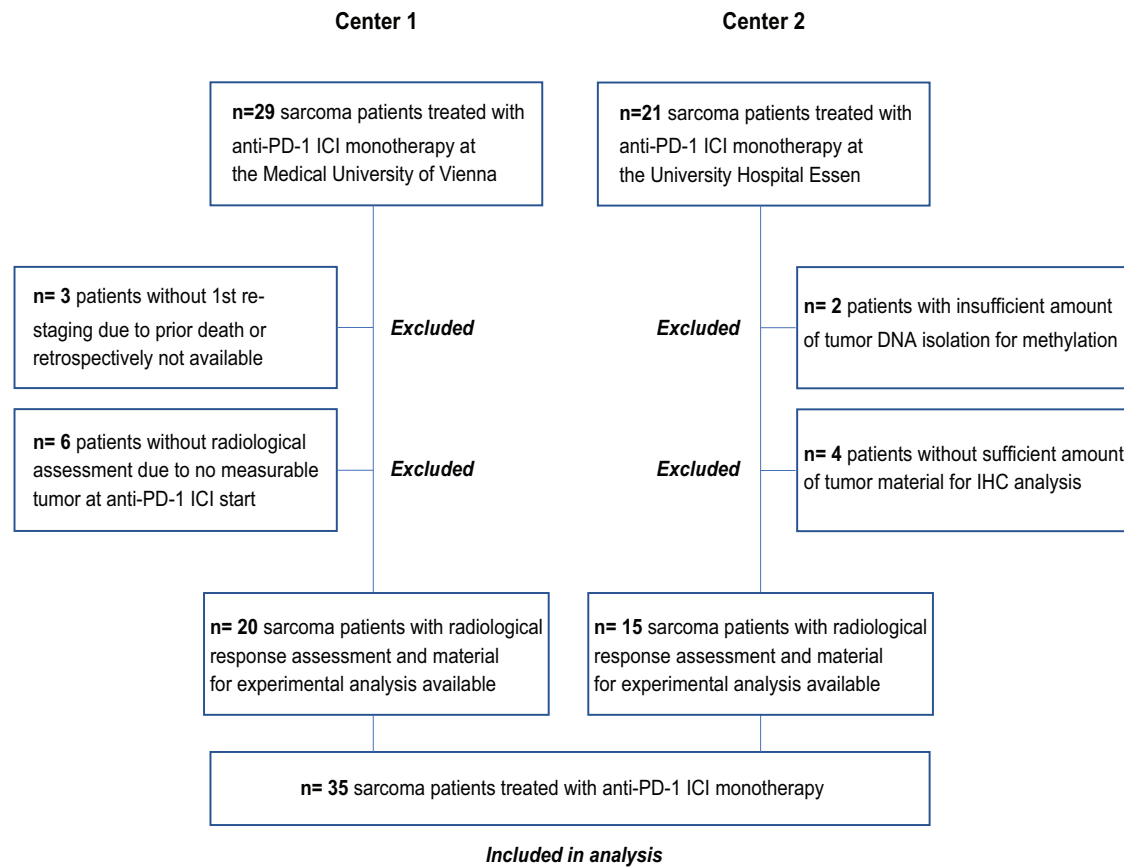 Center 1
Center 2
n=29 sarcoma patients treated with
anti-PD-1 ICI monotherapy at
the Medical University of Vienna
n=21 sarcoma patients treated with
anti-PD-1 ICI monotherapy at
the University Hospital Essen
n= 3 patients without 1st re-
staging due to prior death or
retrospectively not available
Excluded
Excluded
n= 2 patients with insufficient amount
of tumor DNA isolation for methylation
n= 6 patients without radiological
assessment due to no measurable
tumor at anti-PD-1 ICI start
Excluded
Excluded
n= 4 patients without sufficient amount
of tumor material for IHC analysis
n= 20 sarcoma patients with radiological
response assessment and material
for experimental analysis available
n= 15 sarcoma patients with radiological
response assessment and material
for experimental analysis available
n= 35 sarcoma patients treated with anti-PD-1 ICI monotherapy
Included in analysis